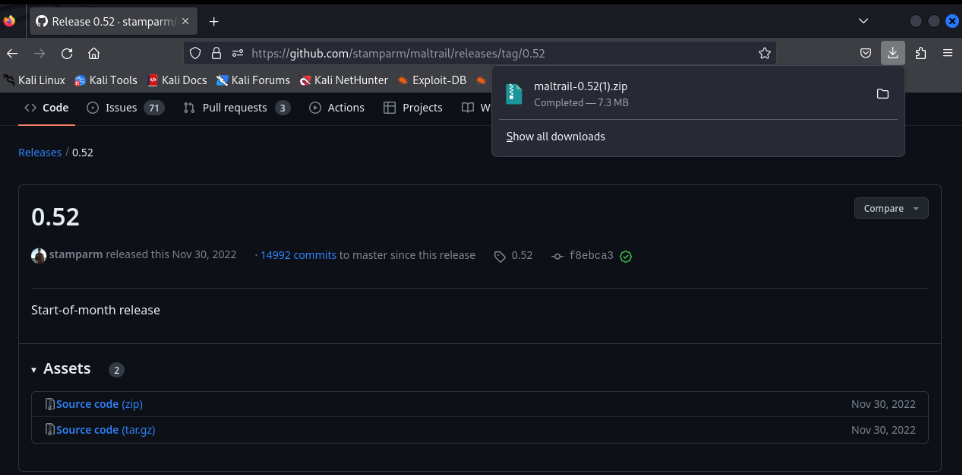 Release 0.52 · stamparm/
https://github.com/stamparm/maltrail/releases/tag/0.52
Kali Linux Kali Tools Kali Docs Kali Forums Kali NetHunter Exploit-DB
maltrail-0.52(1).zip
Completed — 7.3 MB
Show all downloads
Code Issues 71 Pull requests 3 Actions Projects W
Releases / 0.52
0.52
Compare
stamparm released this Nov 30, 2022 · 14992 commits to master since this release 0.52 f8ebca3
Start-of-month release
Assets 2
Source code (zip) Nov 30, 2022
Source code (tar.gz) Nov 30, 2022